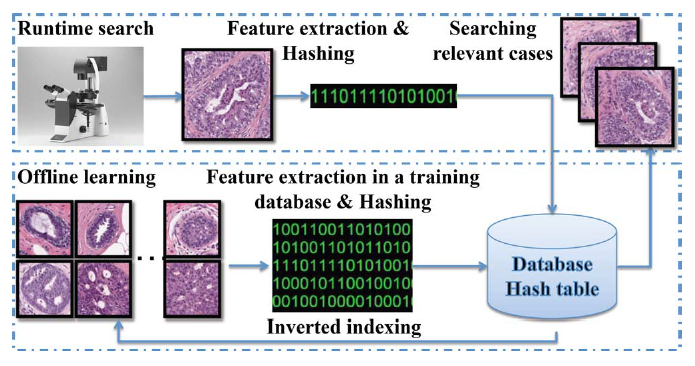 Runtime search
Feature extraction &
Hashing
Searching
relevant cases
111011110101001
Offline learning
Feature extraction in a training
database & Hashing
100110011010100
101001101011010
111011110101001
100010110010010
001001000100010
Database
Hash table
Inverted indexing